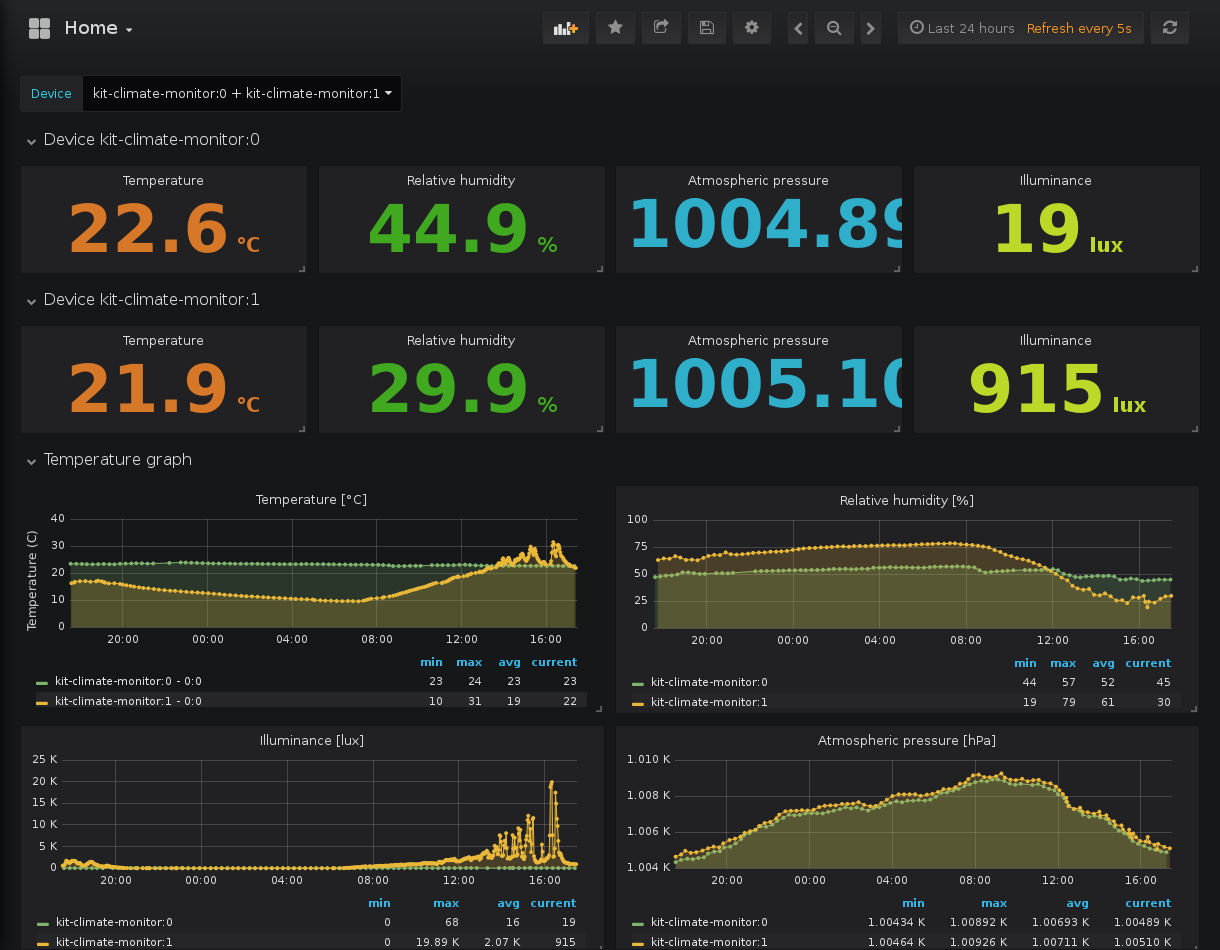 Home
Last 24 hours Refresh every 5s
Device kit-climate-monitor:0 + kit-climate-monitor:1
Device kit-climate-monitor:0
Temperature Relative humidity Atmospheric pressure Illuminance
22.6 °C 44.9 % 1004.89 19 lux
Device kit-climate-monitor:1
Temperature Relative humidity Atmospheric pressure Illuminance
21.9 °C 29.9 % 1005.10 915 lux
Temperature graph
Temperature [°C]
Temperature (C)
40
30
20
10
0
20:00 00:00 04:00 08:00 12:00 16:00
min max avg current
kit-climate-monitor:0 - 0:0 23 24 23 23
kit-climate-monitor:1 - 0:0 10 31 19 22
Relative humidity [%]
100
75
50
25
0
20:00 00:00 04:00 08:00 12:00 16:00
min max avg current
kit-climate-monitor:0 44 57 52 45
kit-climate-monitor:1 19 79 61 30
Illuminance [lux]
25 K
20 K
15 K
10 K
5 K
0
20:00 00:00 04:00 08:00 12:00 16:00
min max avg current
kit-climate-monitor:0 0 68 16 19
kit-climate-monitor:1 0 19.89 K 2.07 K 915
Atmospheric pressure [hPa]
1.010 K
1.008 K
1.006 K
1.004 K
20:00 00:00 04:00 08:00 12:00 16:00
min max avg current
kit-climate-monitor:0 1.00434 K 1.00892 K 1.00693 K 1.00489 K
kit-climate-monitor:1 1.00464 K 1.00926 K 1.00711 K 1.00510 K